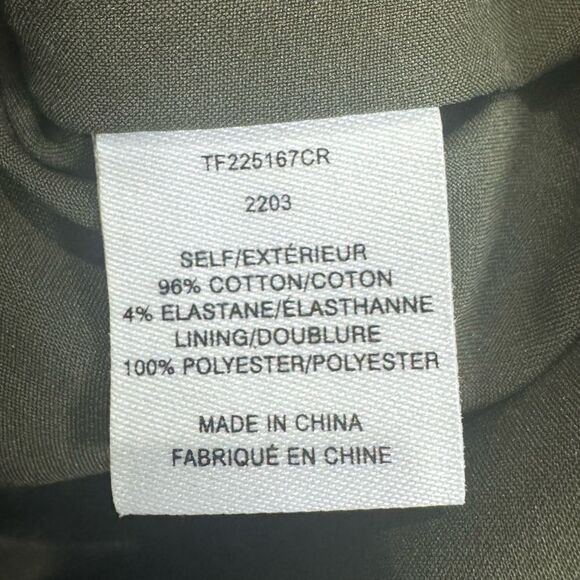 TF225167CR
2203
SELF/EXTÉRIEUR
96% COTTON/COTON
4% ELASTANE/ÉLASTHANNE
LINING/DOUBLURE
100% POLYESTER/POLYESTER
MADE IN CHINA
FABRIQUÉ EN CHINE